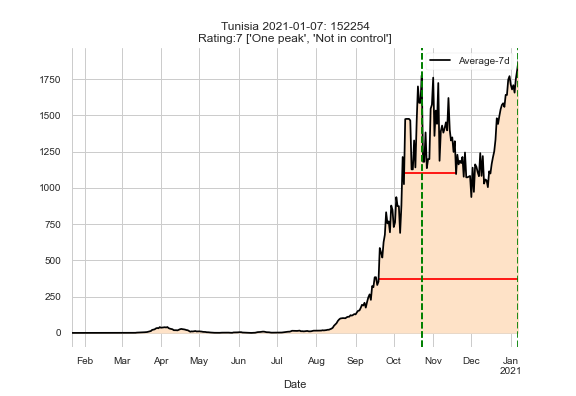 Tunisia 2021-01-07: 152254
Rating:7 ['One peak', 'Not in control']
Average-7d
1750
1500
1250
1000
750
500
250
0
Feb Mar Apr May Jun Jul Aug Sep Oct Nov Dec Jan
2021
Date